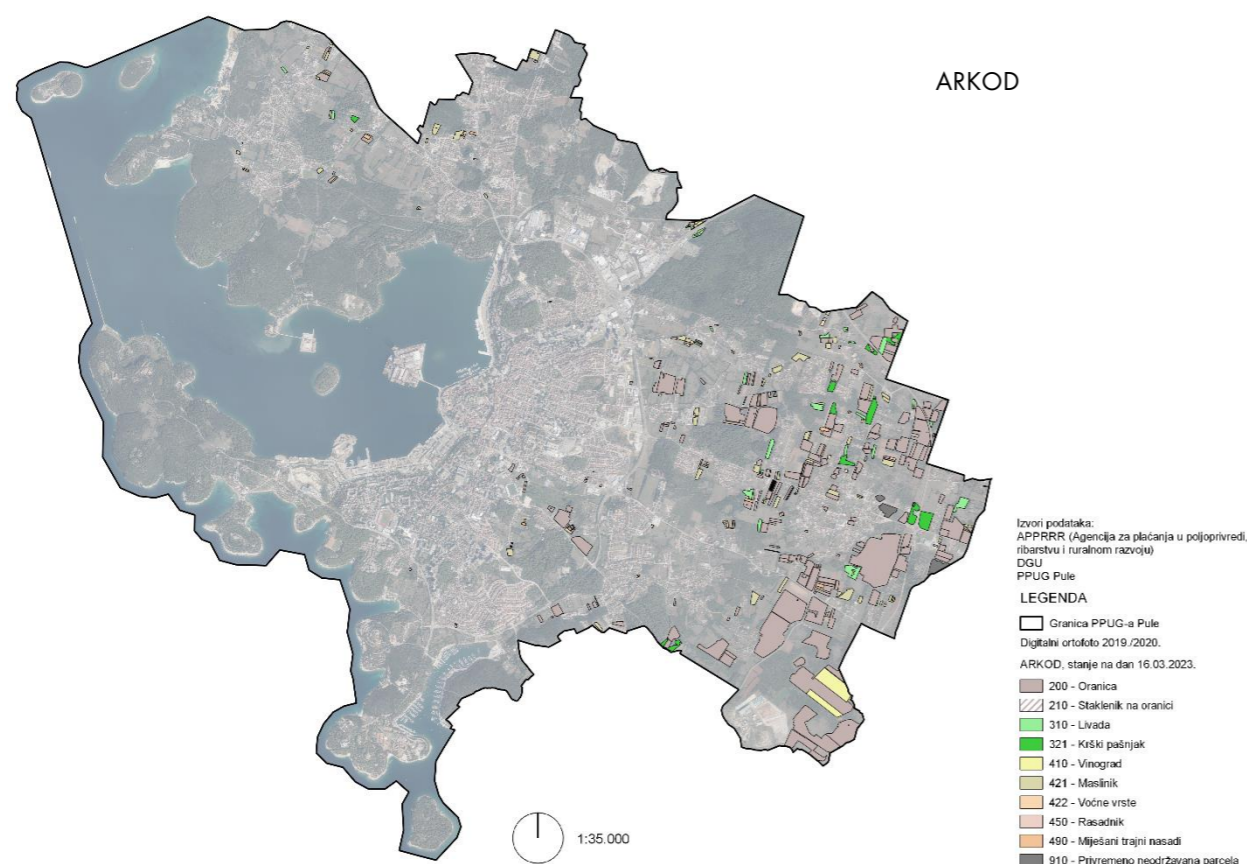 ARKOD
Izvori podataka:
APPRRR (Agencija za plaćanja u poljoprivredi,
ribarstvu i ruralnom razvoju)
DGU
PPUG Pule
LEGENDA
Granica PPUG-a Pule
Digitalni ortofoto 2019./2020.
ARKOD, stanje na dan 16.03.2023.
200 - Oranica
210 - Staklenik na oranici
310 - Livada
321 - Krški pašnjak
410 - Vinograd
421 - Maslinik
422 - Voćne vrste
450 - Rasadnik
490 - Miješani trajni nasadi
910 - Privremeno neodržavana parcela
1:35.000